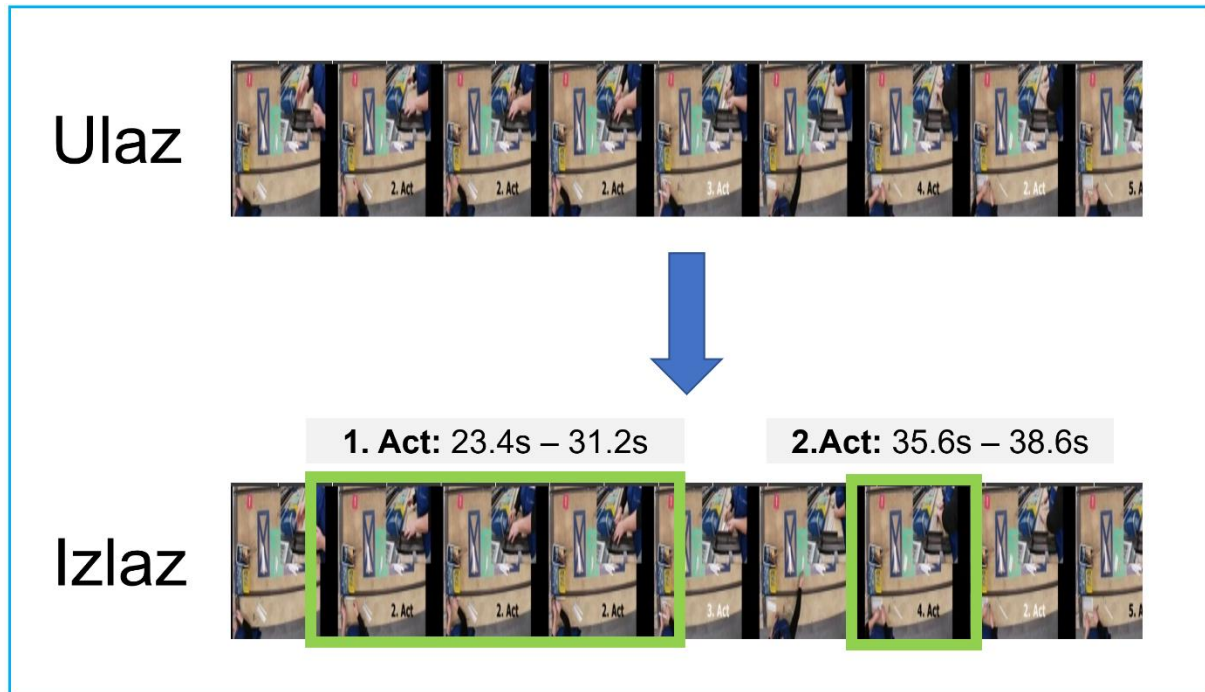 Ulaz
2. Act 2. Act 2. Act 3. Act 4. Act 2. Act 5. A
1. Act: 23.4s – 31.2s 2.Act: 35.6s – 38.6s
Izlaz
2. Act 2. Act 2. Act 3. Act 4. Act 2. Act 5. A